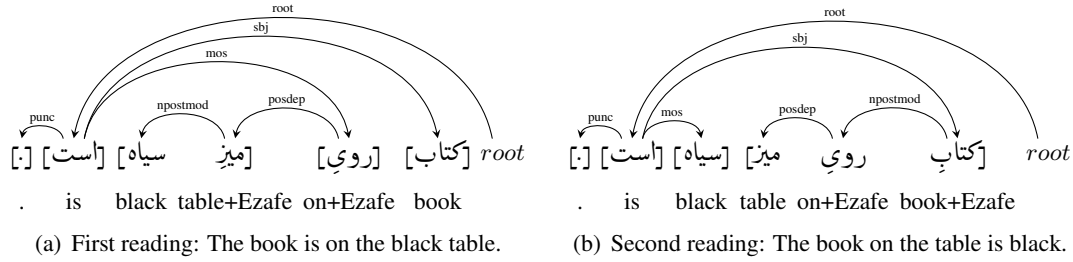 root
sbj
mos
npostmod
posdep
punc
root [کتاب] [رویِ] [میزِ سیاه] [است] [.]
. is black table+Ezafe on+Ezafe book
(a) First reading: The book is on the black table.
root
sbj
npostmod
posdep
punc
mos
root [کتابِ رویِ میز] [سیاه] [است] [.]
. is black table on+Ezafe book+Ezafe
(b) Second reading: The book on the table is black.